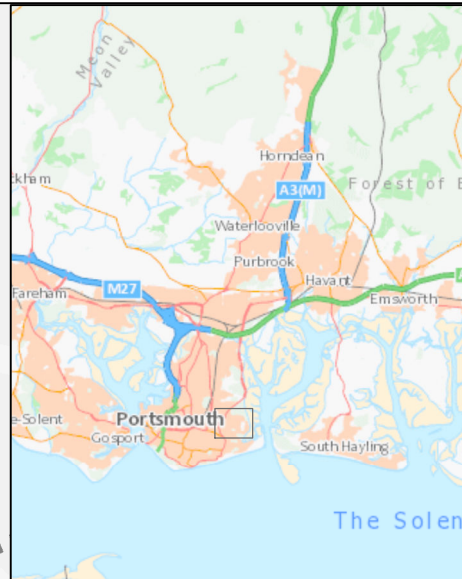 Meon
Valley
Horndean
ckham
A3(M)
Forest of B
Waterlooville
Purbrook
Havant
M27
Fareham
Emsworth
A
e-Solent
Portsmouth
Gosport
South Hayling
The Solen